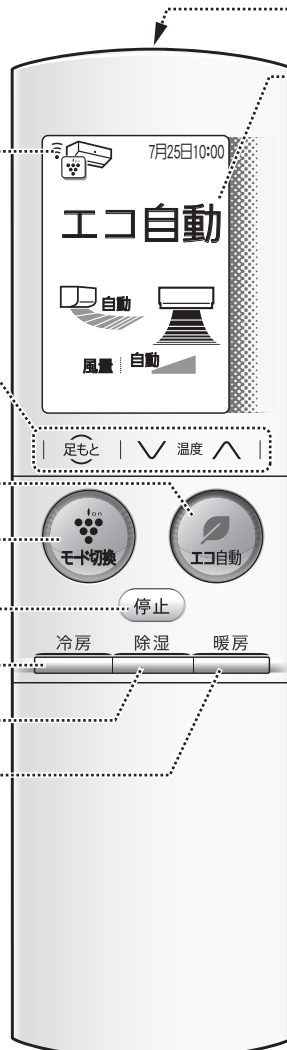 7月25日10:00
エコ自動
自動
風量 自動
足もと 温度
ion
モード切換 エコ自動
停止
冷房 除湿 暖房